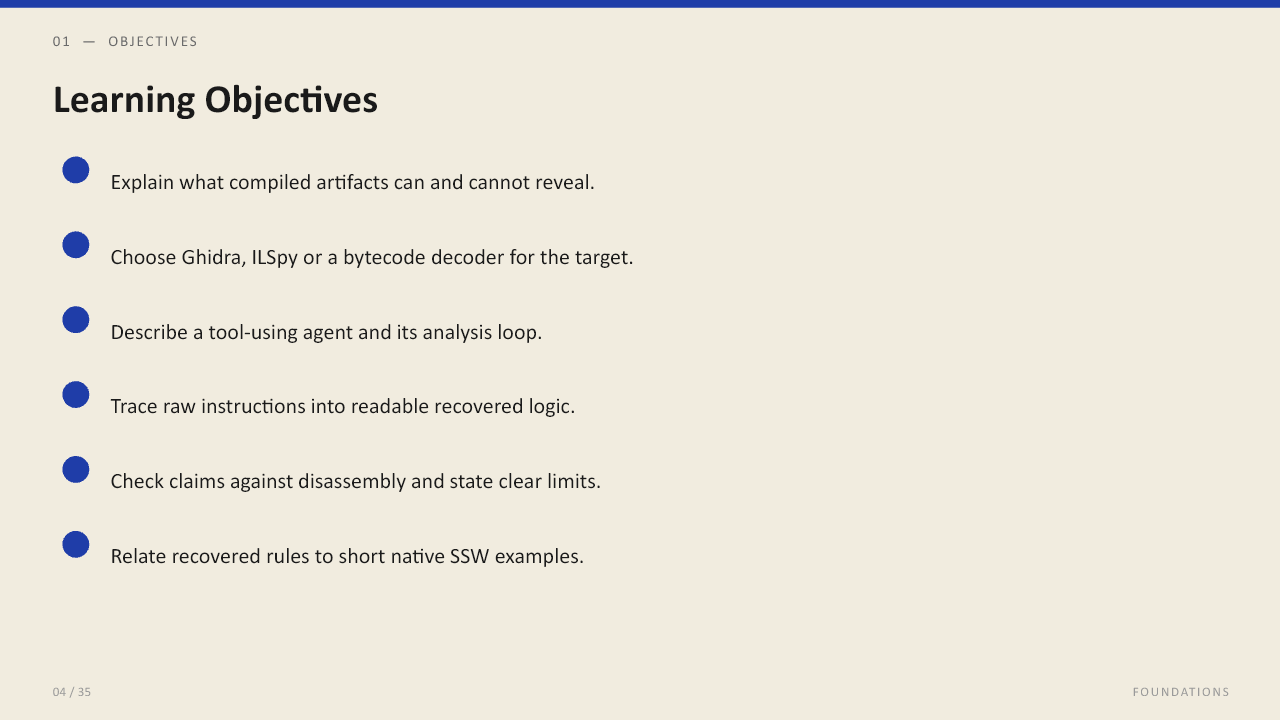 01 — OBJECTIVES
Learning Objectives
Explain what compiled artifacts can and cannot reveal.
Choose Ghidra, ILSpy or a bytecode decoder for the target.
Describe a tool-using agent and its analysis loop.
Trace raw instructions into readable recovered logic.
Check claims against disassembly and state clear limits.
Relate recovered rules to short native SSW examples.
04 / 35
FOUNDATIONS